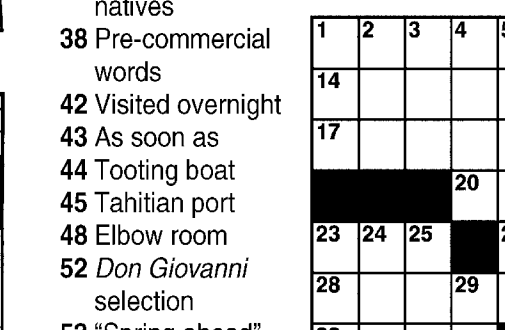 natives
38 Pre-commercial
words
42 Visited overnight
43 As soon as
44 Tooting boat
45 Tahitian port
48 Elbow room
52 Don Giovanni
selection
1 2 3 4
14
17
20
23 24 25
28 29